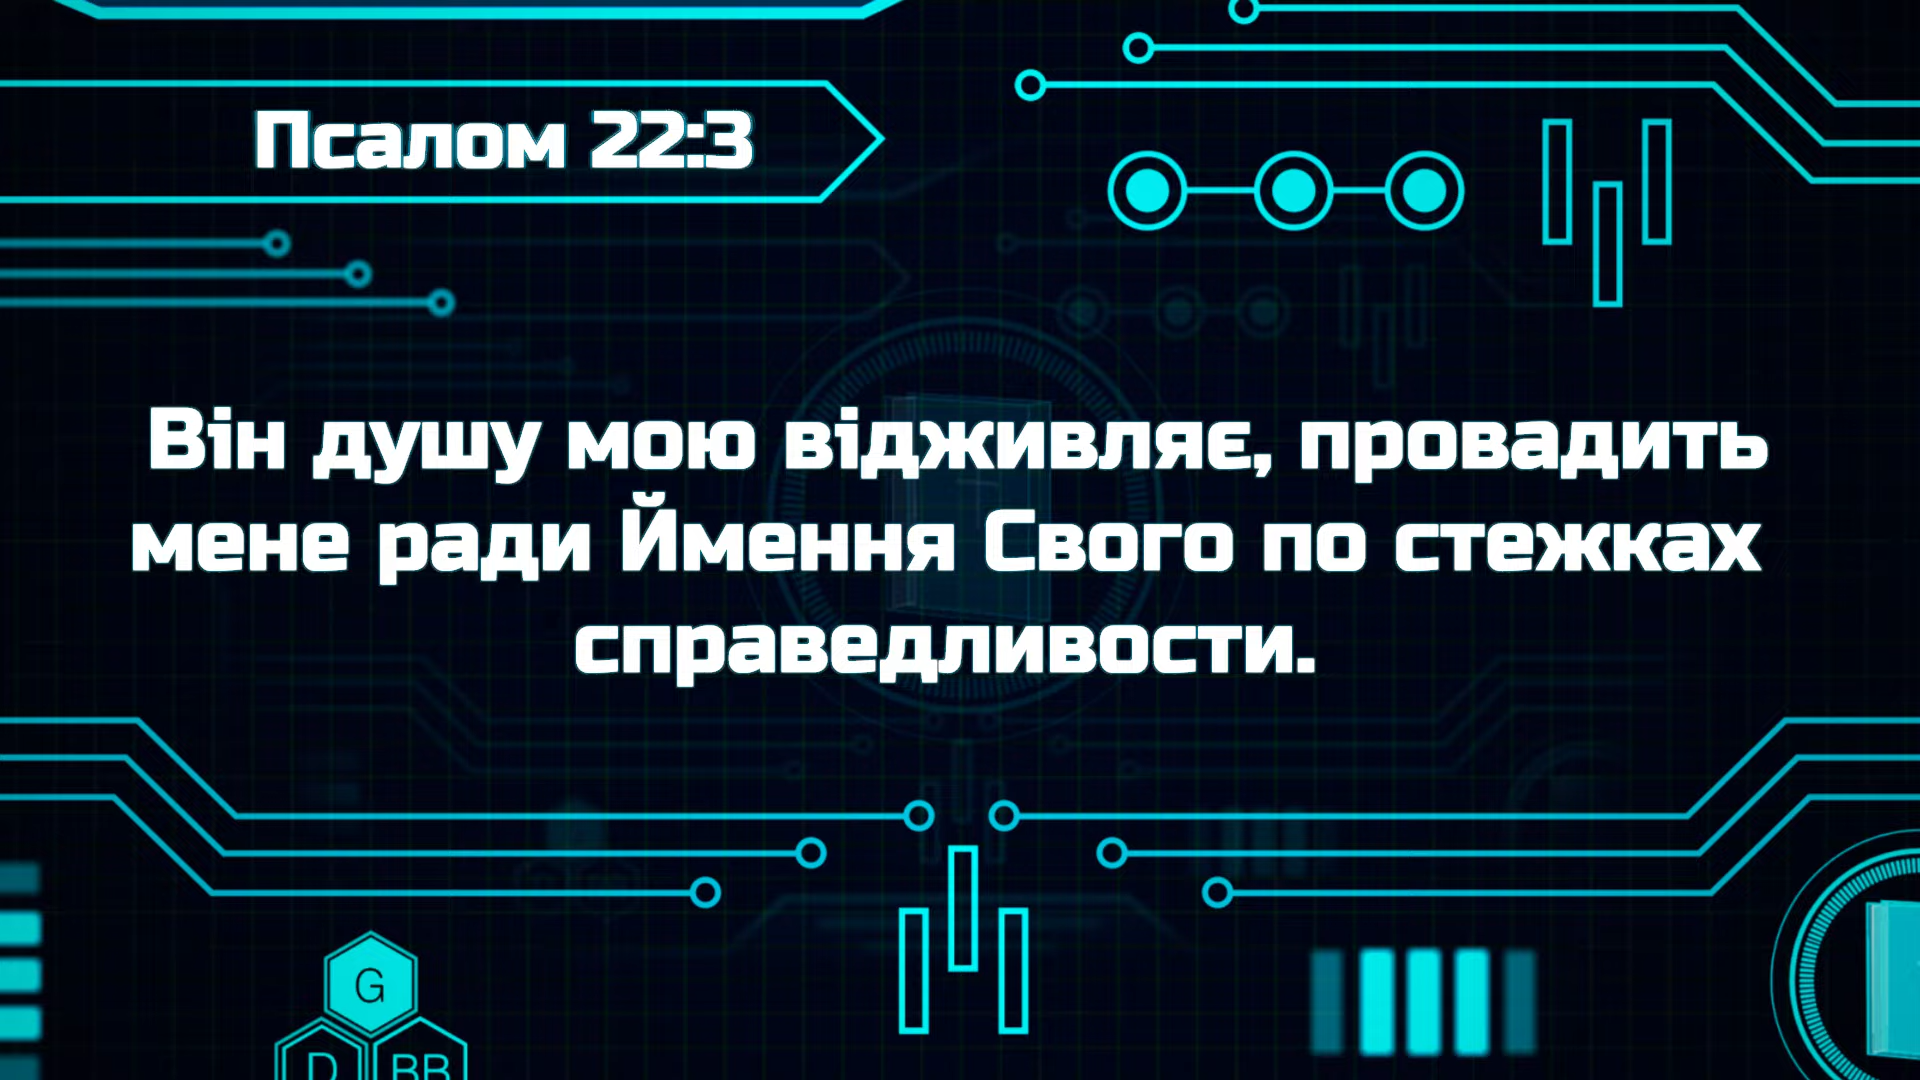 Псалом 22:3
Він душу мою відживляє, провадить
мене ради Ймення Свого по стежках
справедливости.
G
D BB